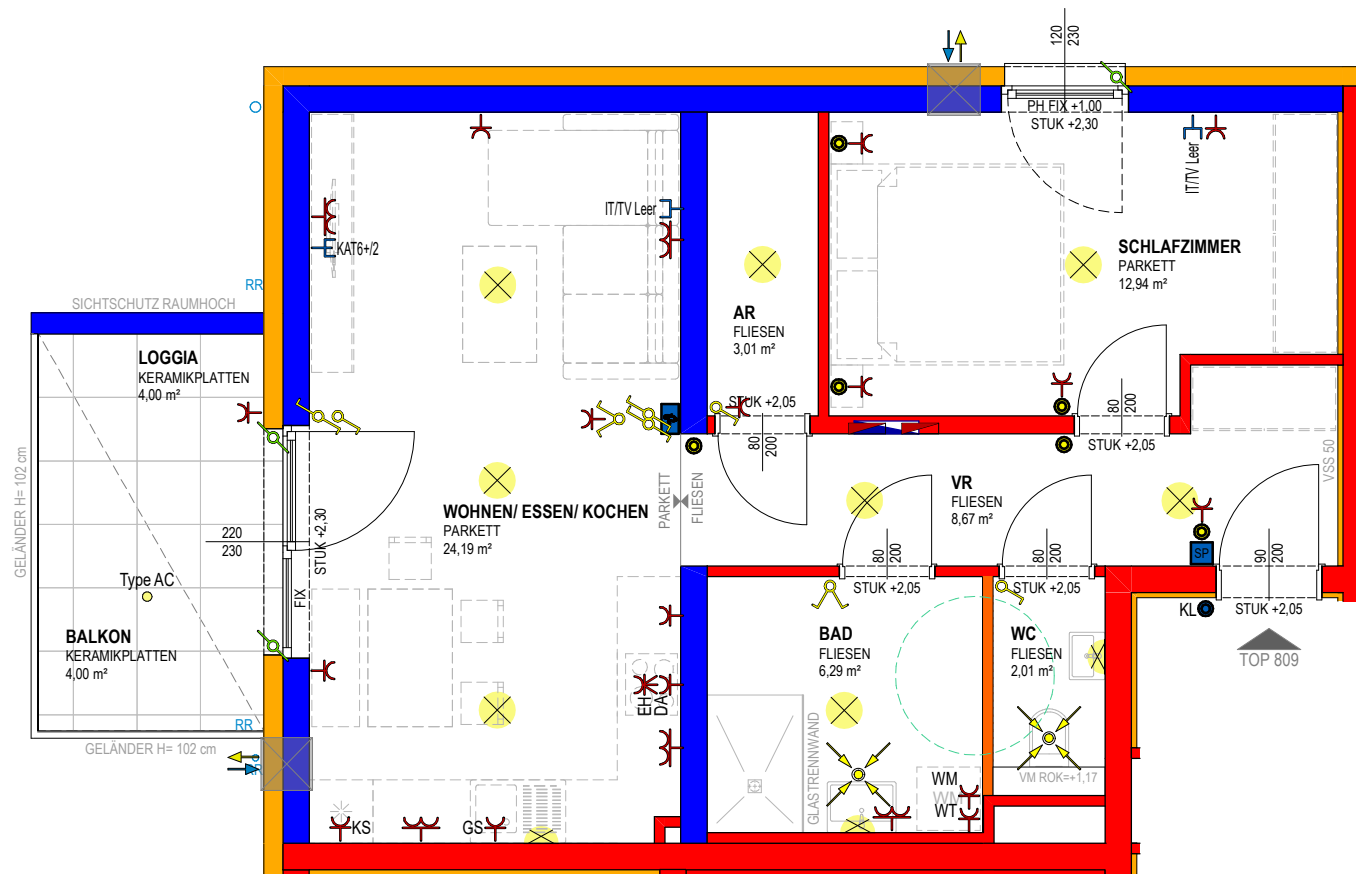 120
230
PH FIX +1,00
STUK +2,30
IT/TV Leer
IT/TV Leer
KAT6+/2
SCHLAFZIMMER
PARKETT
12,94 m²
RR
SICHTSCHUTZ RAUMHOCH
AR
FLIESEN
3,01 m²
LOGGIA
KERAMIKPLATTEN
4,00 m²
STUK +2,05
80
200
80
200
STUK +2,05
VSS 50
GELÄNDER H= 102 cm
220
230
STUK +2,30
WOHNEN/ ESSEN/ KOCHEN
PARKETT
24,19 m²
PARKETT
FLIESEN
VR
FLIESEN
8,67 m²
80
200
80
200
90
200
SP
STUK +2,05
STUK +2,05
STUK +2,05
KL
TOP 809
Type AC
FIX
BALKON
KERAMIKPLATTEN
4,00 m²
BAD
FLIESEN
6,29 m²
WC
FLIESEN
2,01 m²
EH
DA
RR
GELÄNDER H= 102 cm
GLASTRENNWAND
WM
WM
WT
VM ROK=+1,17
KS
GS